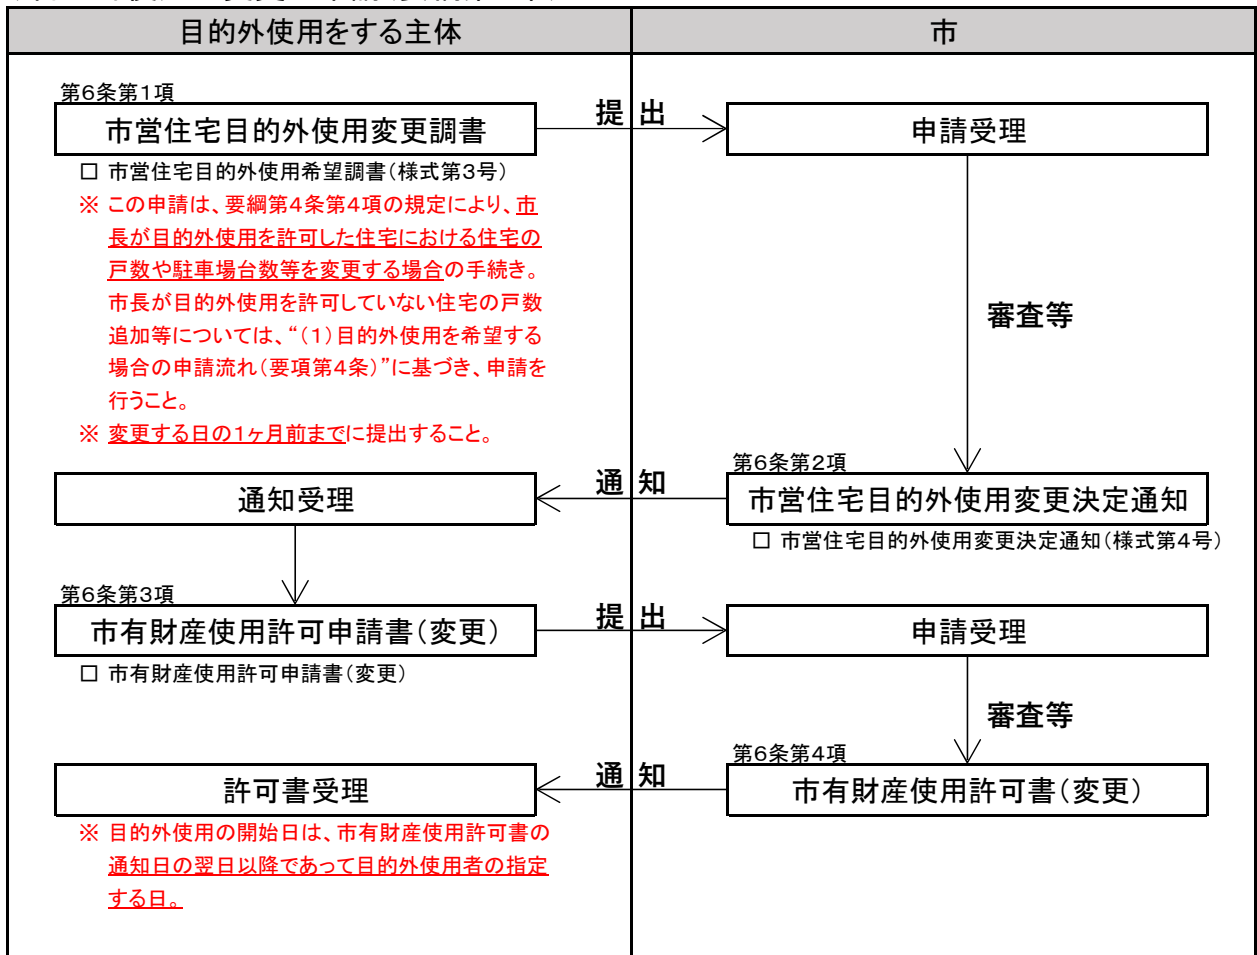 目的外使用をする主体
市
第6条第1項
市営住宅目的外使用変更調書
提出
申請受理
□ 市営住宅目的外使用希望調書(様式第3号)
※ この申請は、要綱第4条第4項の規定により、市
長が目的外使用を許可した住宅における住宅の
戸数や駐車場台数等を変更する場合の手続き。
市長が目的外使用を許可していない住宅の戸数
追加等については、“(1)目的外使用を希望する
場合の申請流れ(要項第4条)”に基づき、申請を
行うこと。
※ 変更する日の1ヶ月前までに提出すること。
審査等
第6条第2項
市営住宅目的外使用変更決定通知
通知
通知受理
□ 市営住宅目的外使用変更決定通知(様式第4号)
第6条第3項
市有財産使用許可申請書(変更)
提出
申請受理
□ 市有財産使用許可申請書(変更)
審査等
第6条第4項
市有財産使用許可書(変更)
通知
許可書受理
※ 目的外使用の開始日は、市有財産使用許可書の
通知日の翌日以降であって目的外使用者の指定
する日。